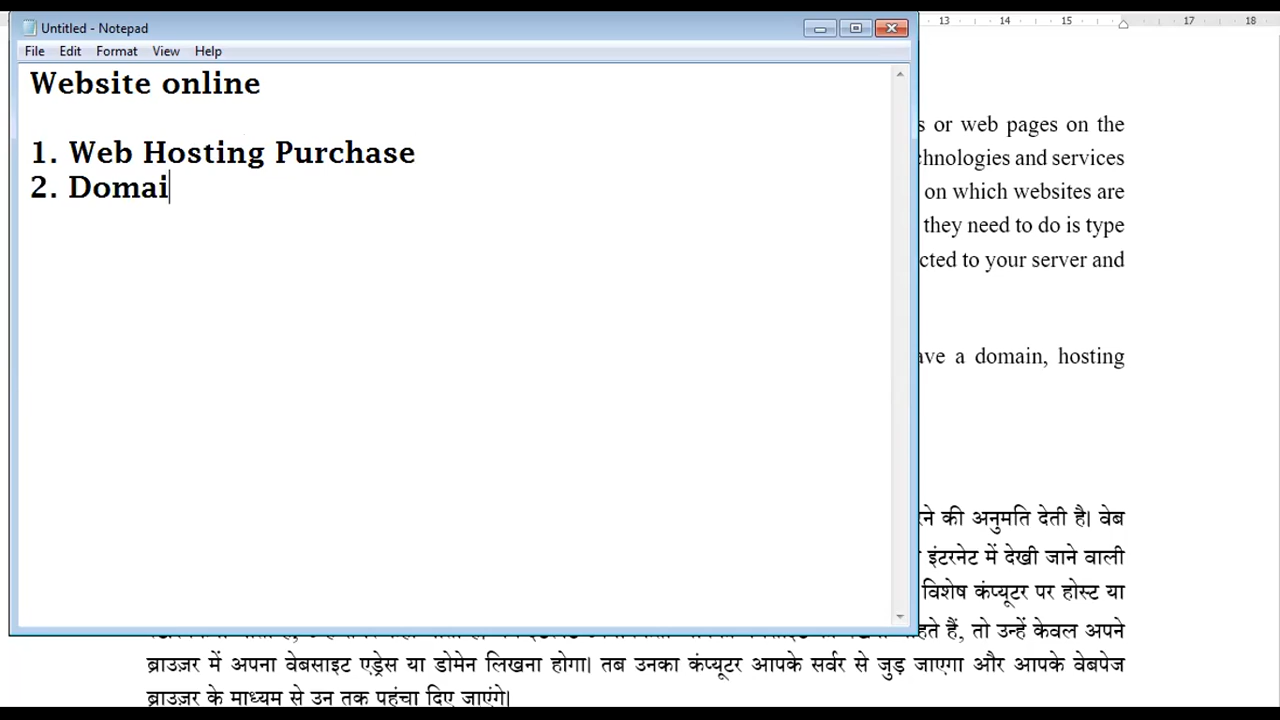 Untitled - Notepad
File Edit Format View Help
13 14 15 17 18
Website online
1. Web Hosting Purchase
2. Domai
or web pages on the
chnologies and services
on which websites are
they need to do is type
cted to your server and
ave a domain, hosting
की अनुमति देती है। वेब
इंटरनेट में देखी जाने वाली
विशेष कंप्यूटर पर होस्ट या
हैं, तो उन्हें केवल अपने
ब्राउज़र में अपना वेबसाइट एड्रेस या डोमेन लिखना होगा। तब उनका कंप्यूटर आपके सर्वर से जुड़ जाएगा और आपके वेबपेज
ब्राउज़र के माध्यम से उन तक पहुंचा दिए जाएंगे।